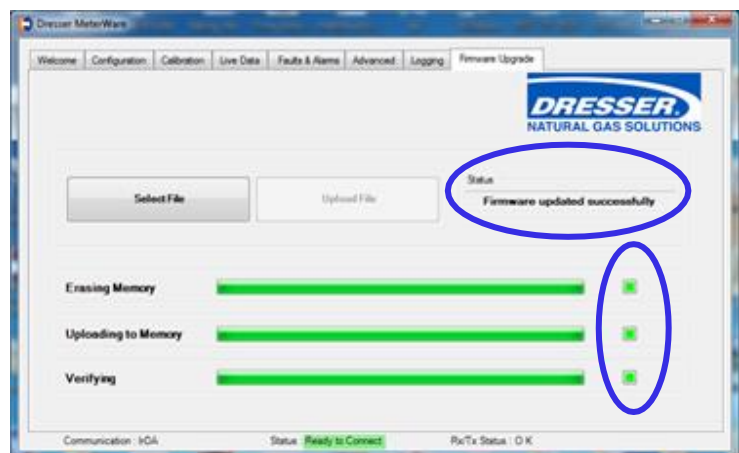 Dresser MeterWare
Welcome Configuration Calibration Live Data Faults & Alarms Advanced Logging Firmware Upgrade
DRESSER
NATURAL GAS SOLUTIONS
Select File Upload File
Status
Firmware updated successfully
Erasing Memory
Uploading to Memory
Verifying
Communication : IrDA Status : Ready to Connect Rx/Tx Status : O K